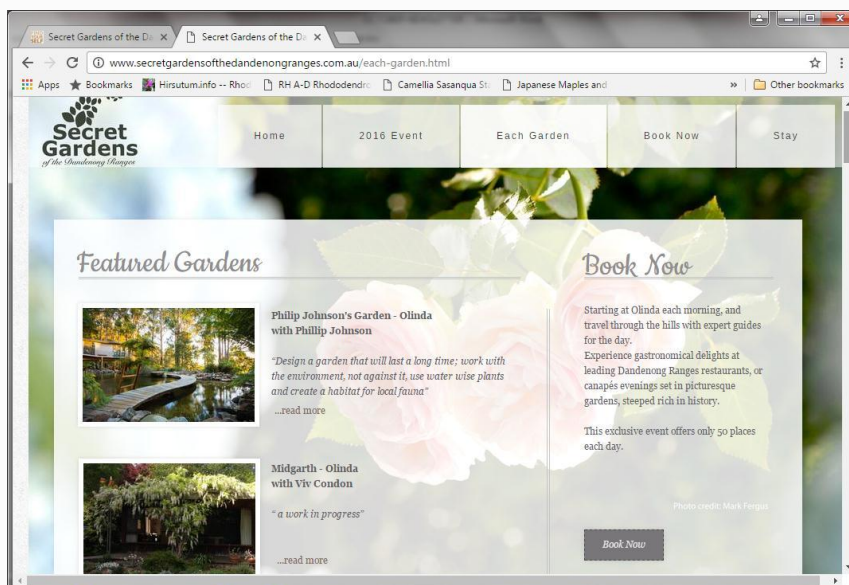 Secret Gardens of the Da
Secret Gardens of the Da
www.secretgardensofthedandenongranges.com.au/each-garden.html
Apps Bookmarks Hirsutum.info -- Rhod RH A-D Rhododendro Camellia Sasanqua St Japanese Maples and » Other bookmarks
Secret
Gardens
of the Dandenong Ranges
Home 2016 Event Each Garden Book Now Stay
Featured Gardens
Philip Johnson's Garden - Olinda
with Phillip Johnson
“Design a garden that will last a long time; work with
the environment, not against it, use water wise plants
and create a habitat for local fauna”
...read more
Midgarth - Olinda
with Viv Condon
“ a work in progress”
...read more
Book Now
Starting at Olinda each morning, and
travel through the hills with expert guides
for the day.
Experience gastronomical delights at
leading Dandenong Ranges restaurants, or
canapés evenings set in picturesque
gardens, steeped rich in history.
This exclusive event offers only 50 places
each day.
Photo credit: Mark Fergus
Book Now